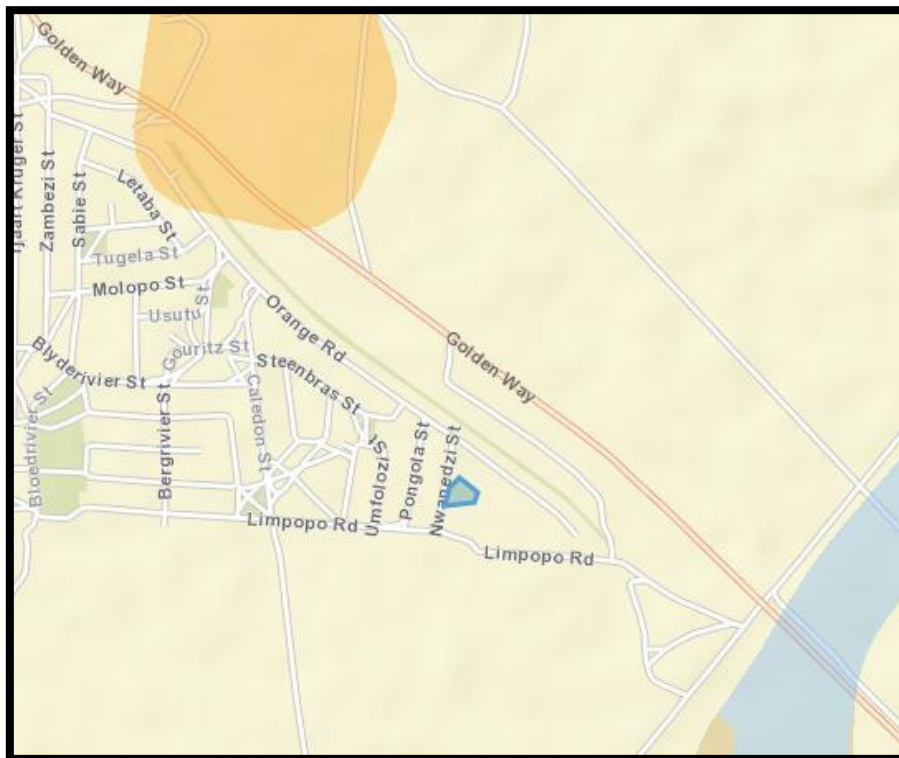 Golden Way
Kruger St
Zambezi St
Sabie St
Letaba St
Tugela St
Molopo St
Usutu St
Orange Rd
Gouritz St
Golden Way
Blyderivier St
Steenbras St
Bloedrivier St
Bergrivier St
Caledon St
Umfolozi St
Pongola St
Nwanedzi St
Limpopo Rd
Limpopo Rd